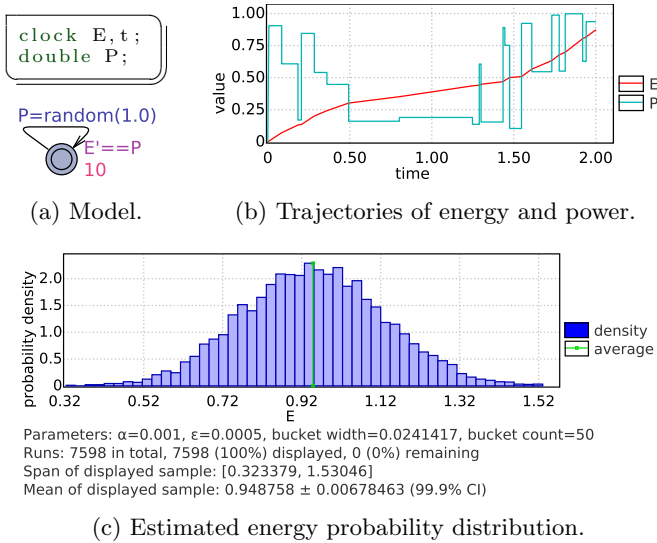 clock E, t;
double P;
P=random(1.0)
E'==P
10
(a) Model.
1.00
0.75
0.50
0.25
0
value
0 0.50 1.00 1.50 2.00
time
E
P
(b) Trajectories of energy and power.
probability density
2.0
1.5
1.0
0.5
0
0.32 0.52 0.72 0.92 1.12 1.32 1.52
E
density
average
Parameters: α=0.001, ε=0.0005, bucket width=0.0241417, bucket count=50
Runs: 7598 in total, 7598 (100%) displayed, 0 (0%) remaining
Span of displayed sample: [0.323379, 1.53046]
Mean of displayed sample: 0.948758 ± 0.00678463 (99.9% CI)
(c) Estimated energy probability distribution.